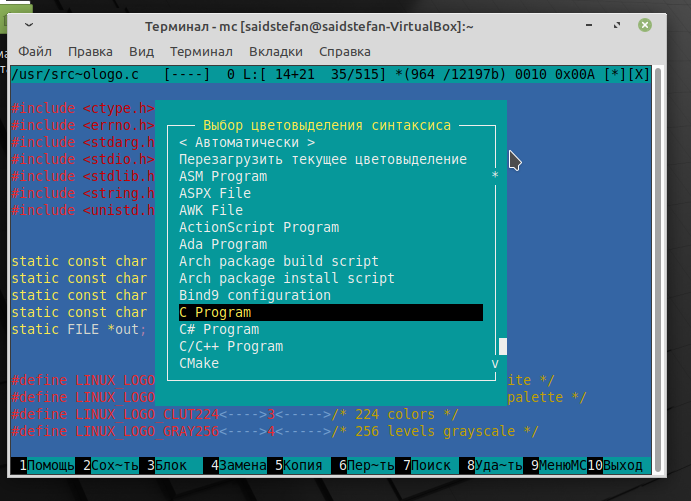 Терминал - mc [saidstefan@saidstefan-VirtualBox]:~
Файл Правка Вид Терминал Вкладки Справка
/usr/src~ologo.c [----] 0 L:[ 14+21 35/515] *(964 /12197b) 0010 0x00A [*][X]
#include <ctype.h>
#include <errno.h>
#include <stdarg.h
#include <stdio.h>
#include <stdlib.h
#include <string.h
#include <unistd.h
static const char
static const char
static const char
static const char
static FILE *out;
Выбор цветовыделения синтаксиса
< Автоматически >
Перезагрузить текущее цветовыделение
ASM Program *
ASPX File
AWK File
ActionScript Program
Ada Program
Arch package build script
Arch package install script
Bind9 configuration
C Program
C# Program
C/C++ Program
CMake v
#define LINUX_LOGO ite */
#define LINUX_LOGO palette */
#define LINUX_LOGO_CLUT224<---->3<----->/* 224 colors */
#define LINUX_LOGO_GRAY256<---->4<----->/* 256 levels grayscale */
1Помощь 2Сох~ть 3Блок 4Замена 5Копия 6Пер~ть 7Поиск 8Уда~ть 9МенюМС 10Выход